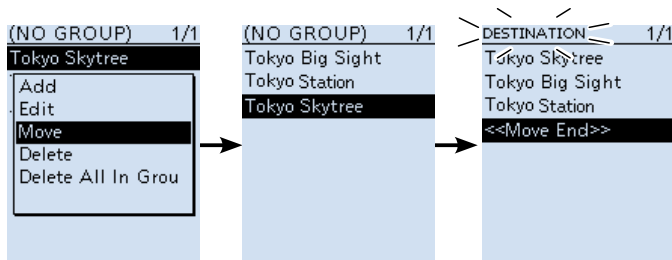 (NO GROUP) 1/1
Tokyo Skytree
Add
Edit
Move
Delete
Delete All In Grou
(NO GROUP) 1/1
Tokyo Big Sight
Tokyo Station
Tokyo Skytree
DESTINATION 1/1
Tokyo Skytree
Tokyo Big Sight
Tokyo Station
<<Move End>>